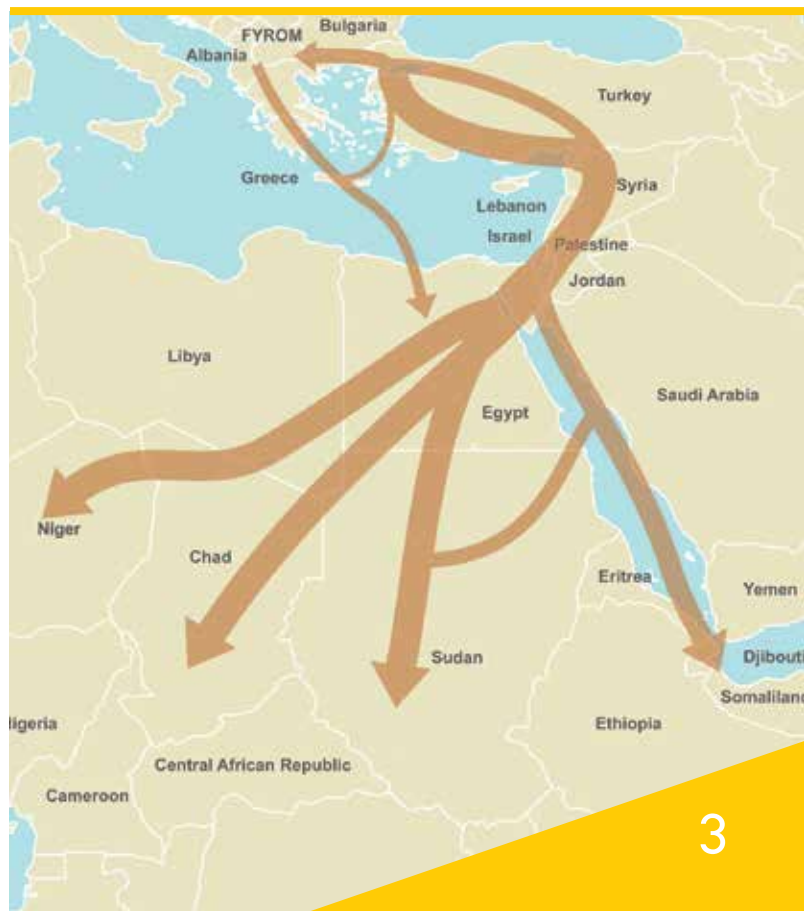 Bulgaria
FYROM
Albania
Turkey
Greece
Syria
Lebanon
Israel
Palestine
Jordan
Libya
Saudi Arabia
Egypt
Niger
Chad
Eritrea
Yemen
Sudan
Djibouti
Somaliland
Ethiopia
ligeria
Central African Republic
Cameroon
3